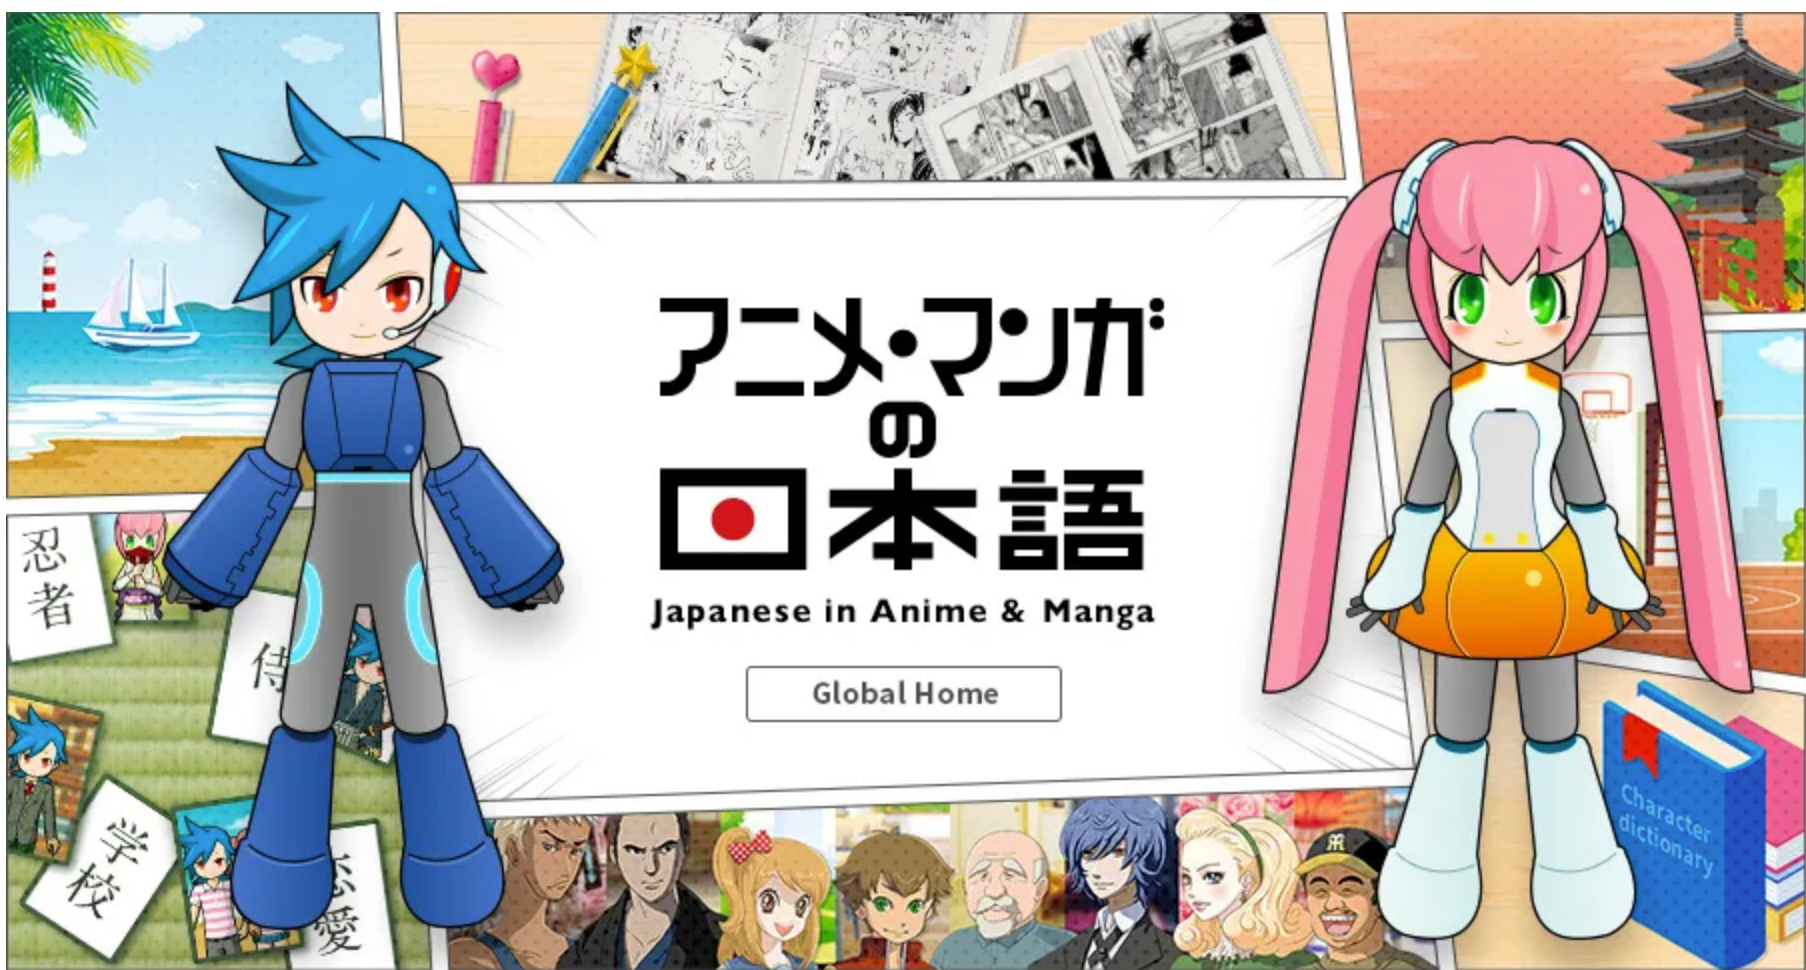 アニメ・マンガ
の
日本語
Japanese in Anime & Manga
Global Home
忍者
侍
学校
恋愛
Character
dictionary